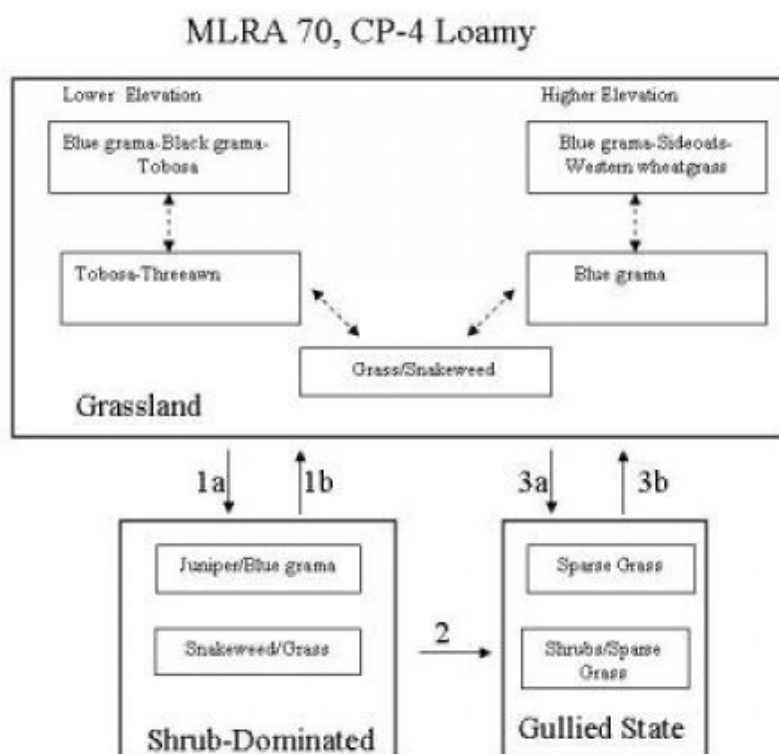 MLRA 70, CP-4 Loamy
Lower Elevation
Higher Elevation
Blue grama-Black grama-
Tobosa
Blue grama-Sideoats-
Western wheatgrass
Tobosa-Threeawn
Blue grama
Grass/Snakeweed
Grassland
1a
1b
3a
3b
Juniper/Blue grama
Snakeweed/Grass
Shrub-Dominated
2
Sparse Grass
Shrubs/Sparse
Grass
Gullied State